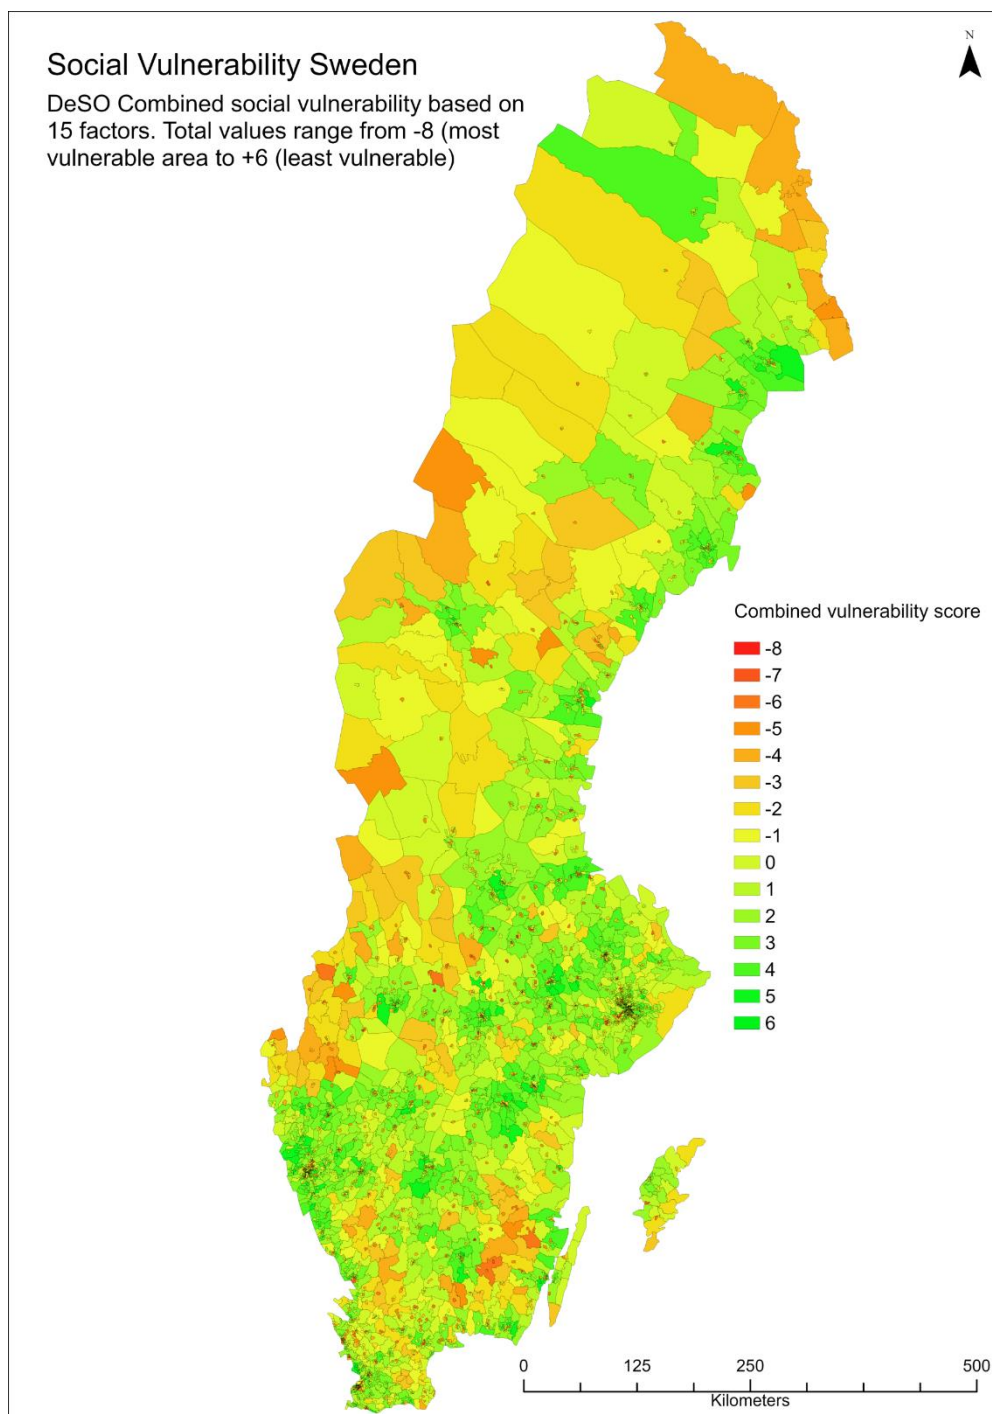 Social Vulnerability Sweden
DeSO Combined social vulnerability based on
15 factors. Total values range from -8 (most
vulnerable area to +6 (least vulnerable)
N
Combined vulnerability score
-8
-7
-6
-5
-4
-3
-2
-1
0
1
2
3
4
5
6
0 125 250 500
Kilometers